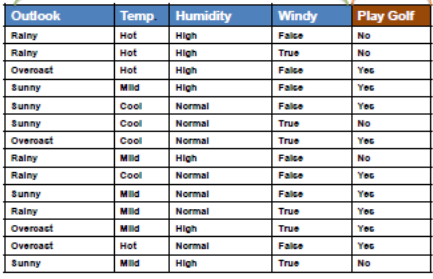 Outlook Temp. Humidity Windy Play Golf
Rainy Hot High False No
Rainy Hot High True No
Overcast Hot High False Yes
Sunny Mild High False Yes
Sunny Cool Normal False Yes
Sunny Cool Normal True No
Overcast Cool Normal True Yes
Rainy Mild High False No
Rainy Cool Normal False Yes
Sunny Mild Normal False Yes
Rainy Mild Normal True Yes
Overcast Mild High True Yes
Overcast Hot Normal False Yes
Sunny Mild High True No